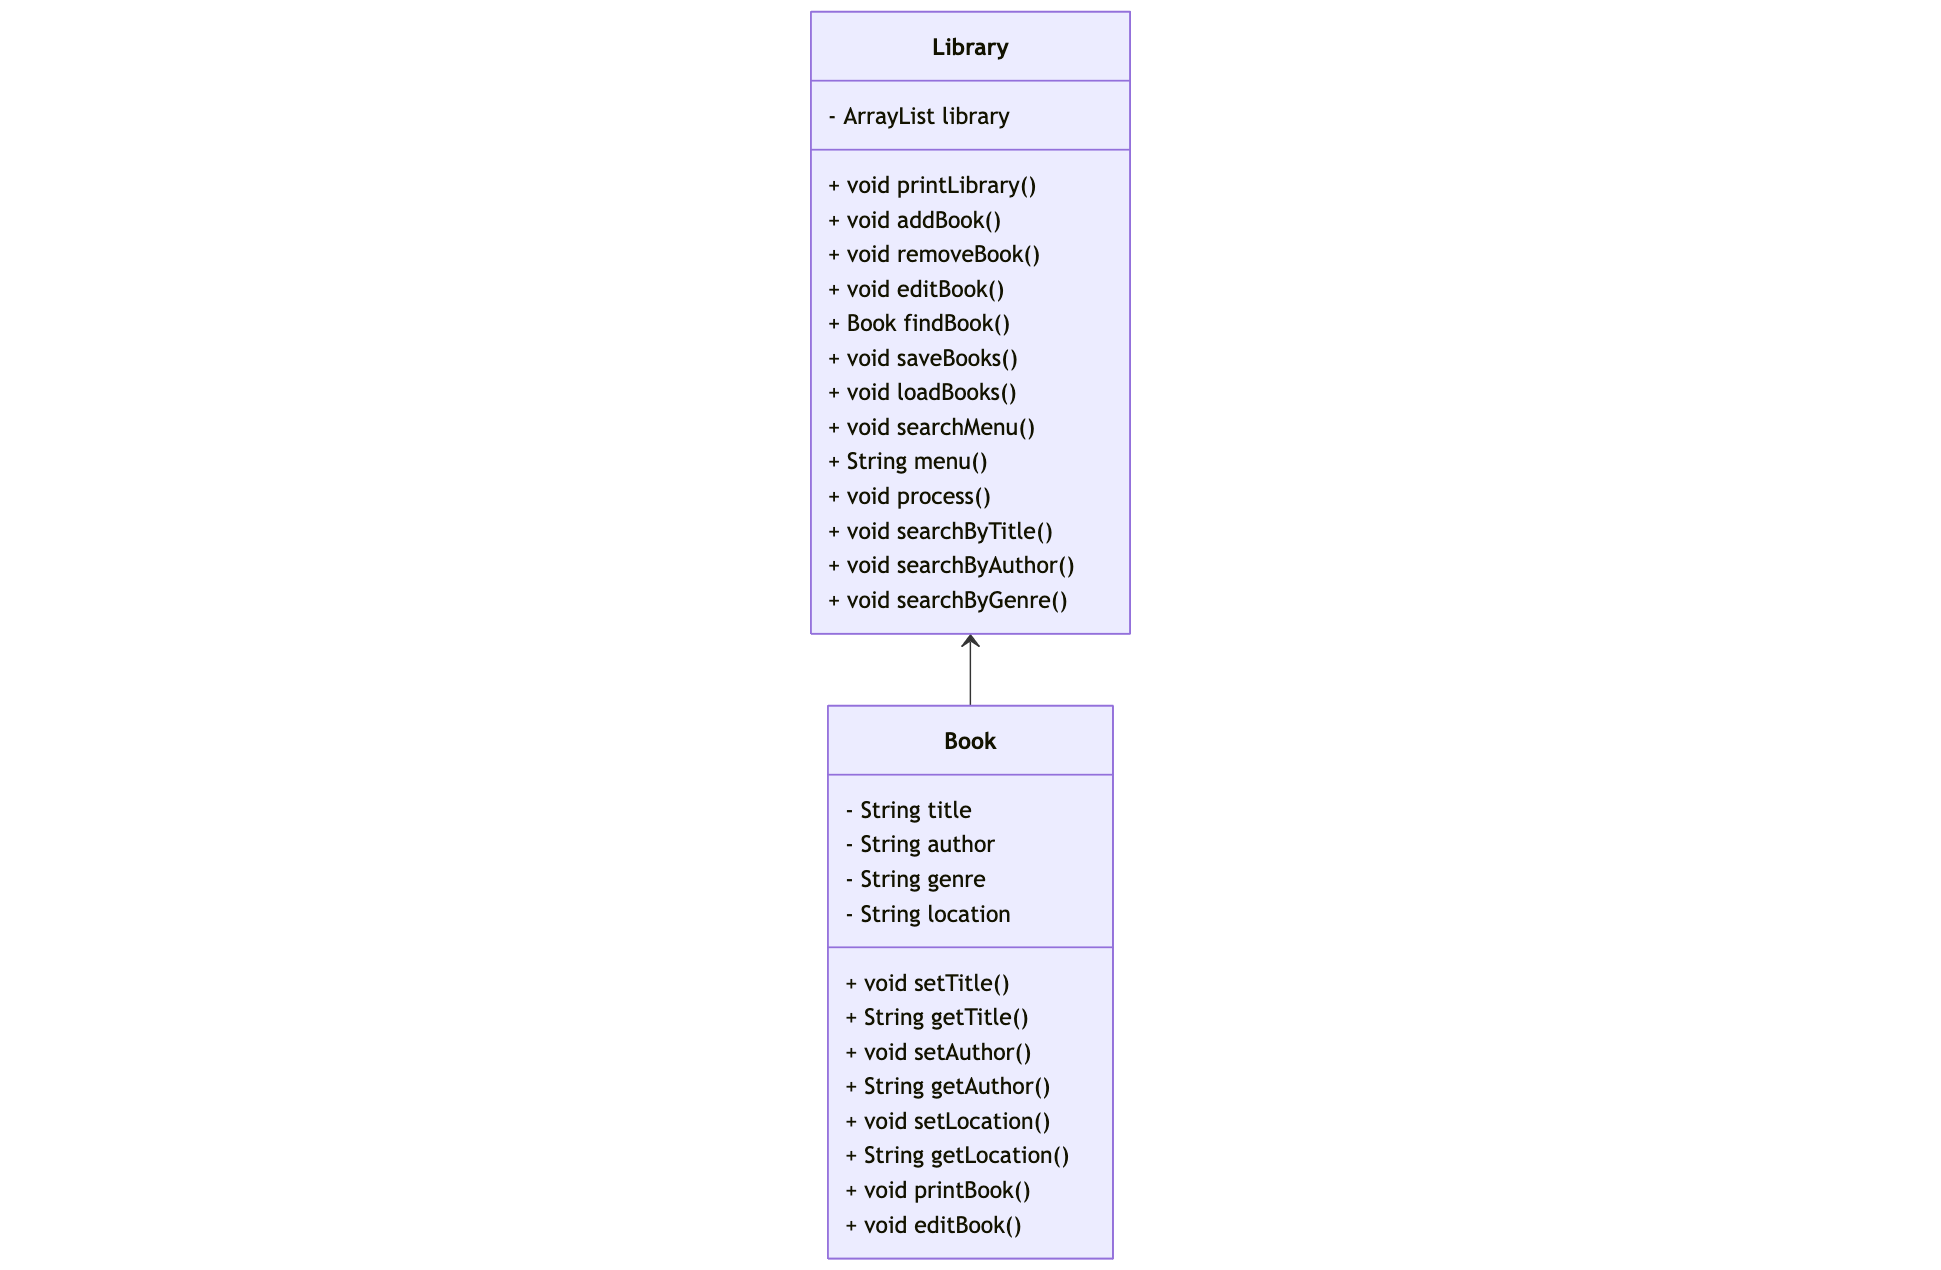 Library
- ArrayList library
+ void printLibrary()
+ void addBook()
+ void removeBook()
+ void editBook()
+ Book findBook()
+ void saveBooks()
+ void loadBooks()
+ void searchMenu()
+ String menu()
+ void process()
+ void searchByTitle()
+ void searchByAuthor()
+ void searchByGenre()
Book
- String title
- String author
- String genre
- String location
+ void setTitle()
+ String getTitle()
+ void setAuthor()
+ String getAuthor()
+ void setLocation()
+ String getLocation()
+ void printBook()
+ void editBook()